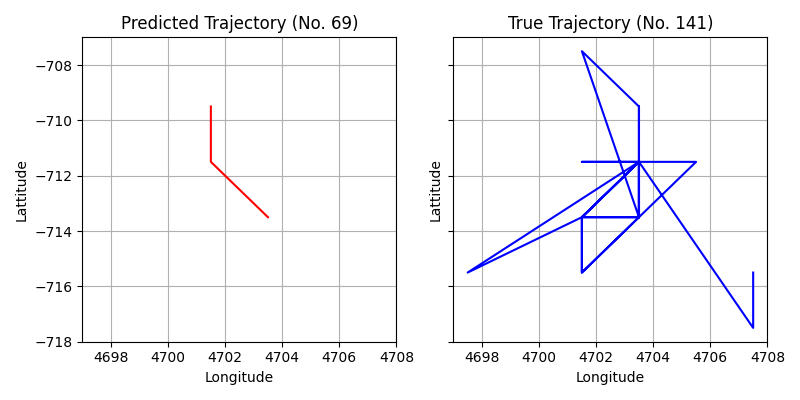 Predicted Trajectory (No. 69)
True Trajectory (No. 141)
Lattitude
−708
−710
−712
−714
−716
−718
4698 4700 4702 4704 4706 4708
Longitude
Lattitude
4698 4700 4702 4704 4706 4708
Longitude